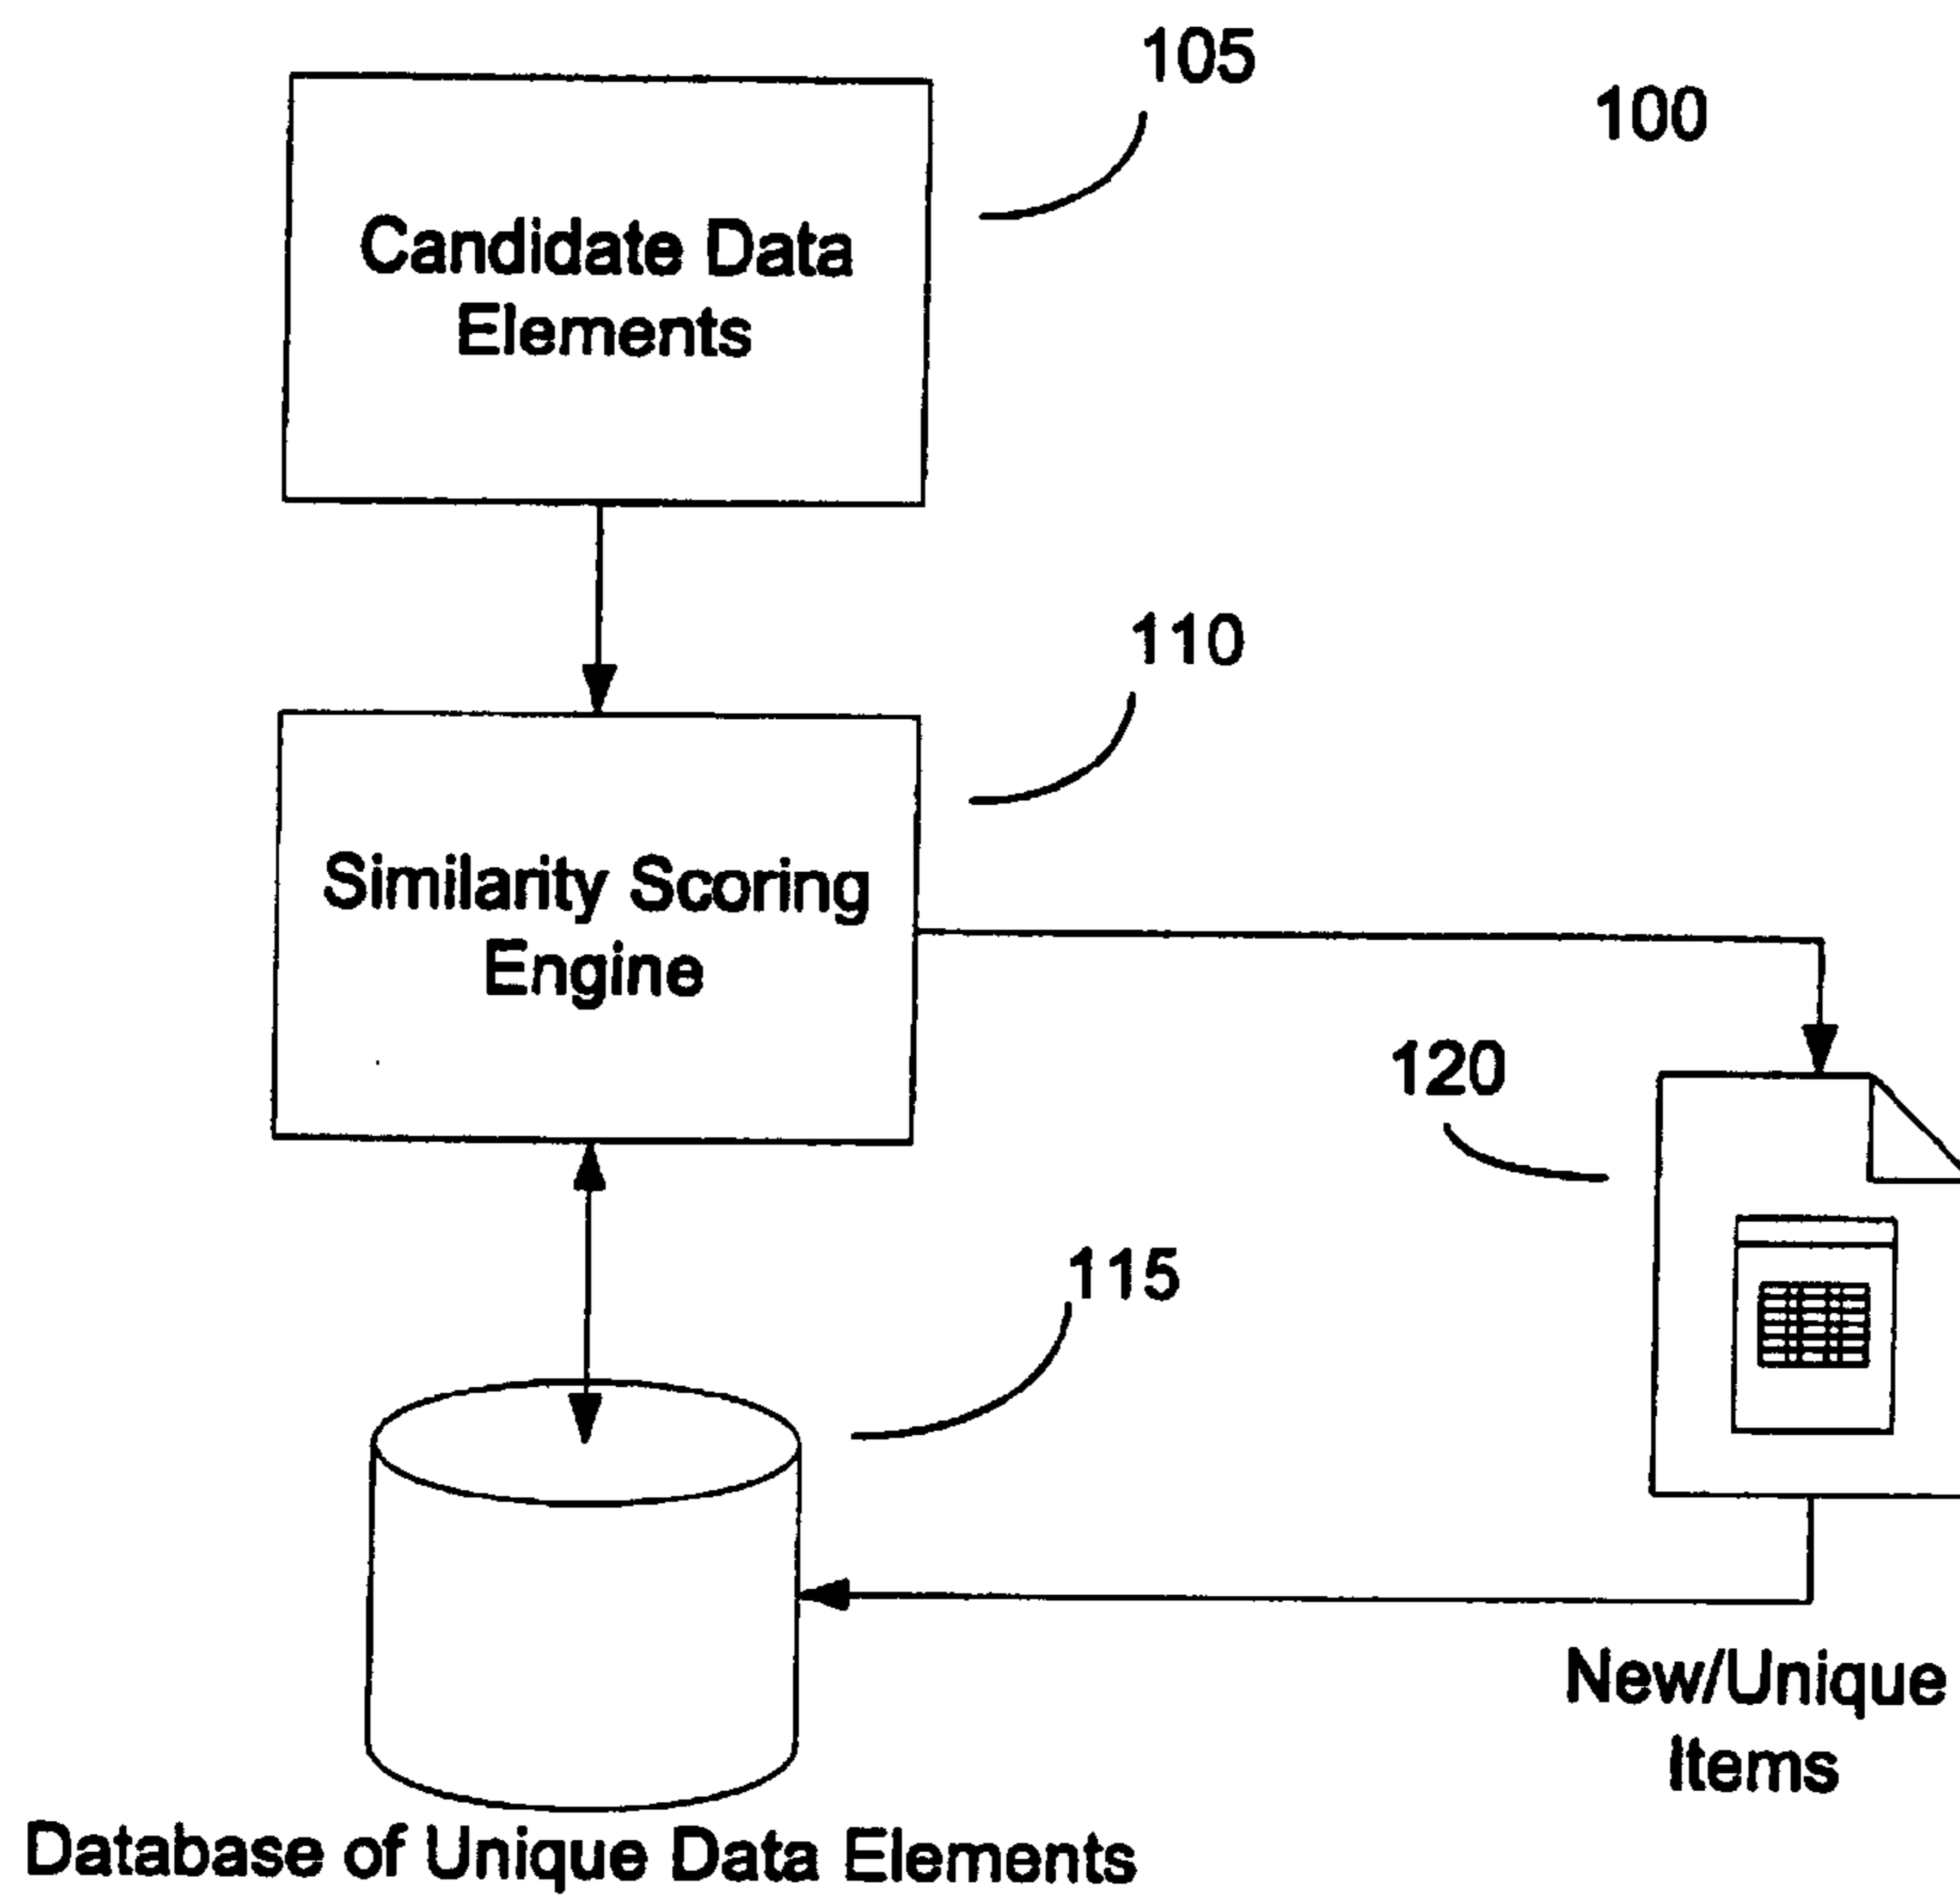 105
100
Candidate Data
Elements
110
Similarity Scoring
Engine
120
115
New/Unique
Items
Database of Unique Data Elements